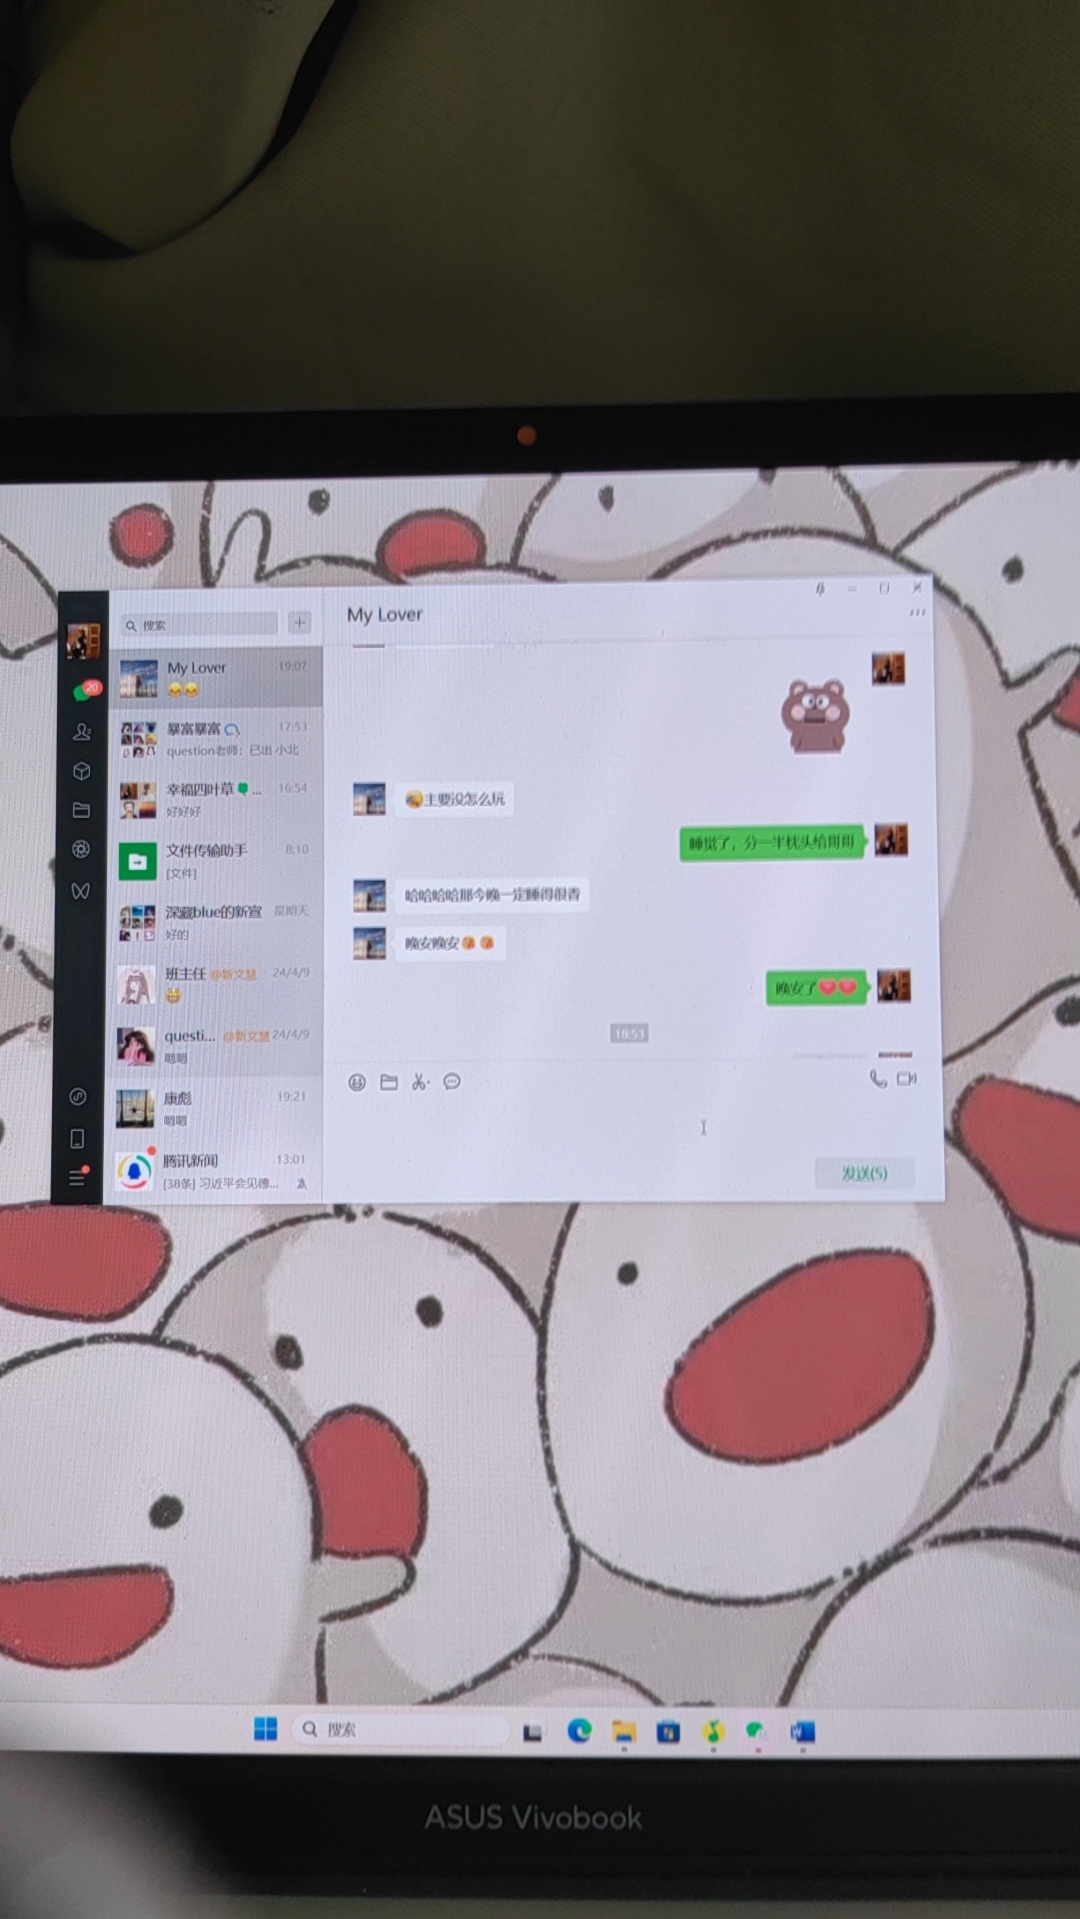 搜索
My Lover
19:07
暴富暴富
17:53
question老师：已出 小北
幸福四叶草🍀...
16:54
好好好
文件传输助手
8:10
[文件]
深藏blue的新宣
星期天
好的
班主任 @新文慧
24/4/9
questi... @新文慧
24/4/9
嗯嗯
康彪
19:21
嗯嗯
腾讯新闻
13:01
[38条] 习近平会见德...
20
My Lover
主要没怎么玩
睡觉了，分一半枕头给哥哥
哈哈哈哈那今晚一定睡得很香
晚安晚安
晚安了❤❤
发送(S)
搜索
ASUS Vivobook